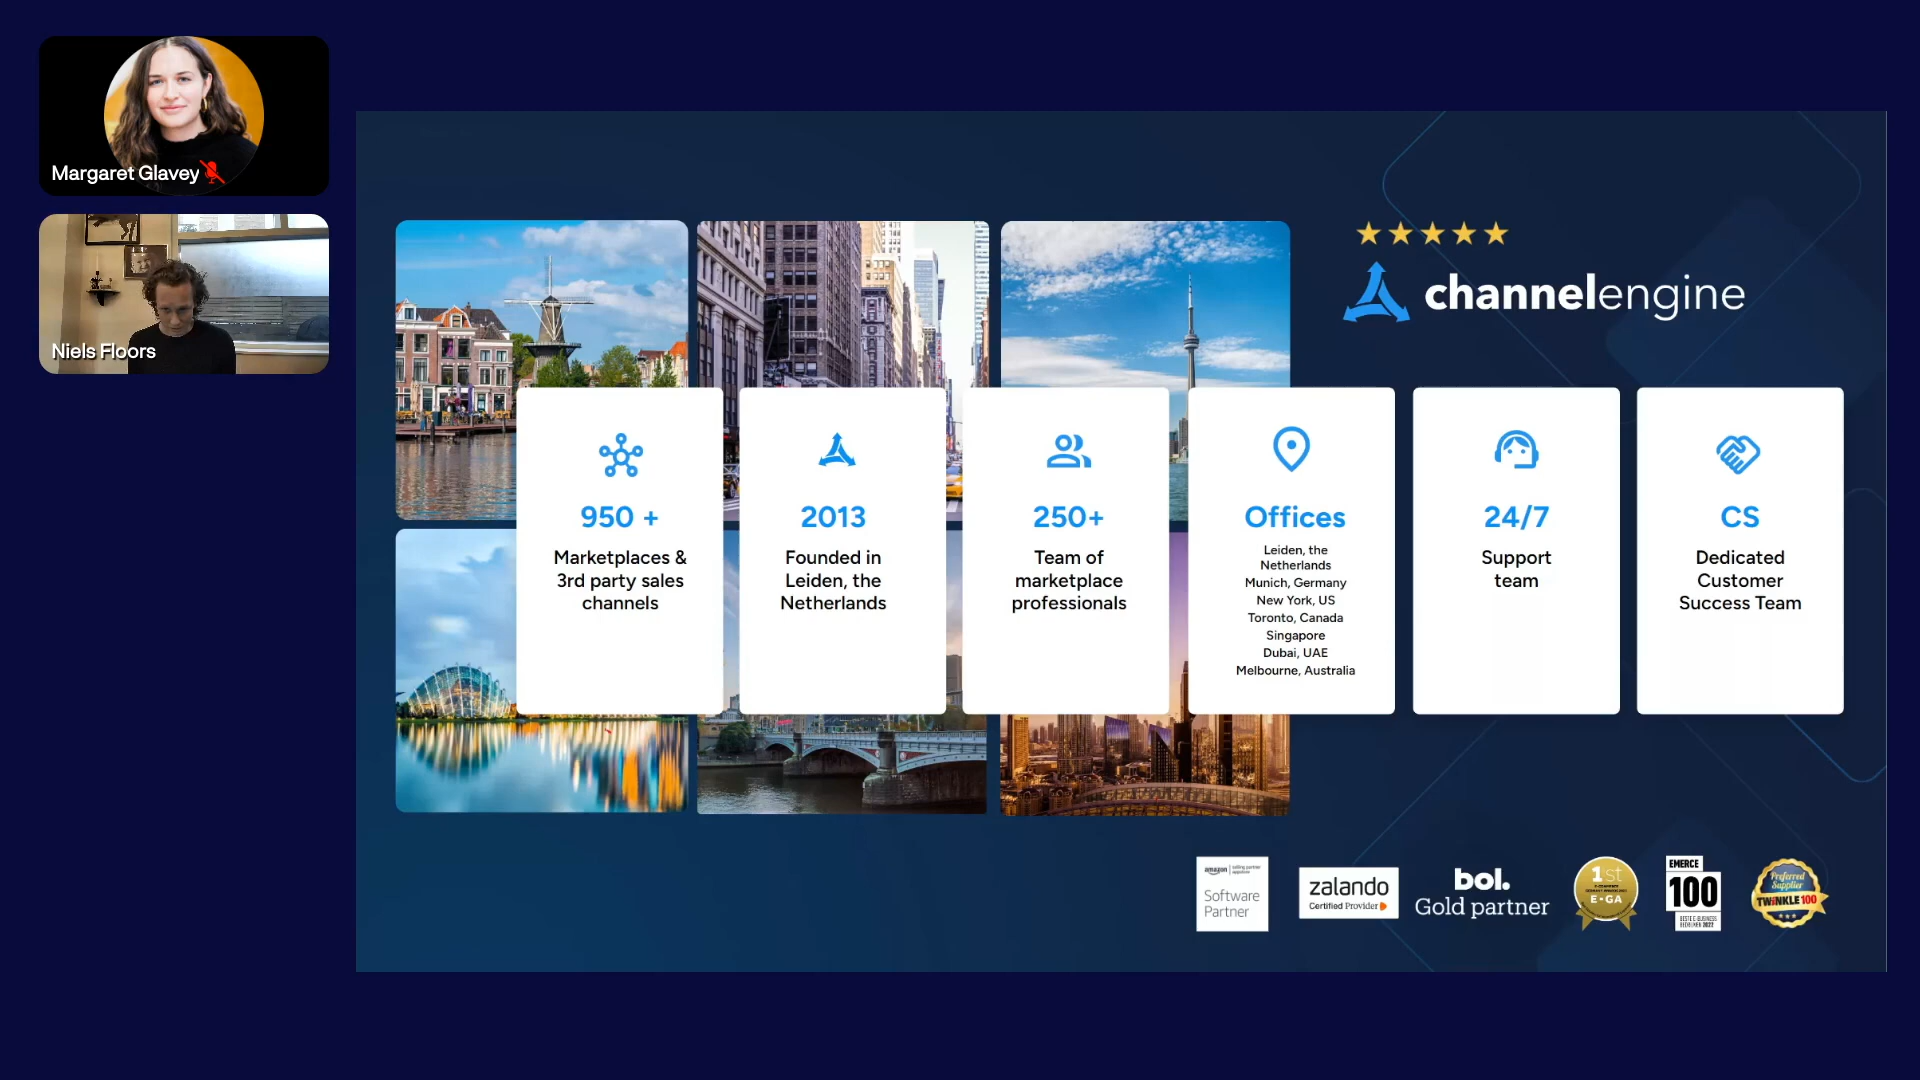 Margaret Glavey
Niels Floors
channelengine
950 +
Marketplaces &
3rd party sales
channels
2013
Founded in
Leiden, the
Netherlands
250+
Team of
marketplace
professionals
Offices
Leiden, the
Netherlands
Munich, Germany
New York, US
Toronto, Canada
Singapore
Dubai, UAE
Melbourne, Australia
24/7
Support
team
CS
Dedicated
Customer
Success Team
amazon
Software
Partner
zalando
Certified Provider
bol.
Gold partner
1st
E·GA
EMERCE
100
Preferred
Supplier
TWiNKLE 100